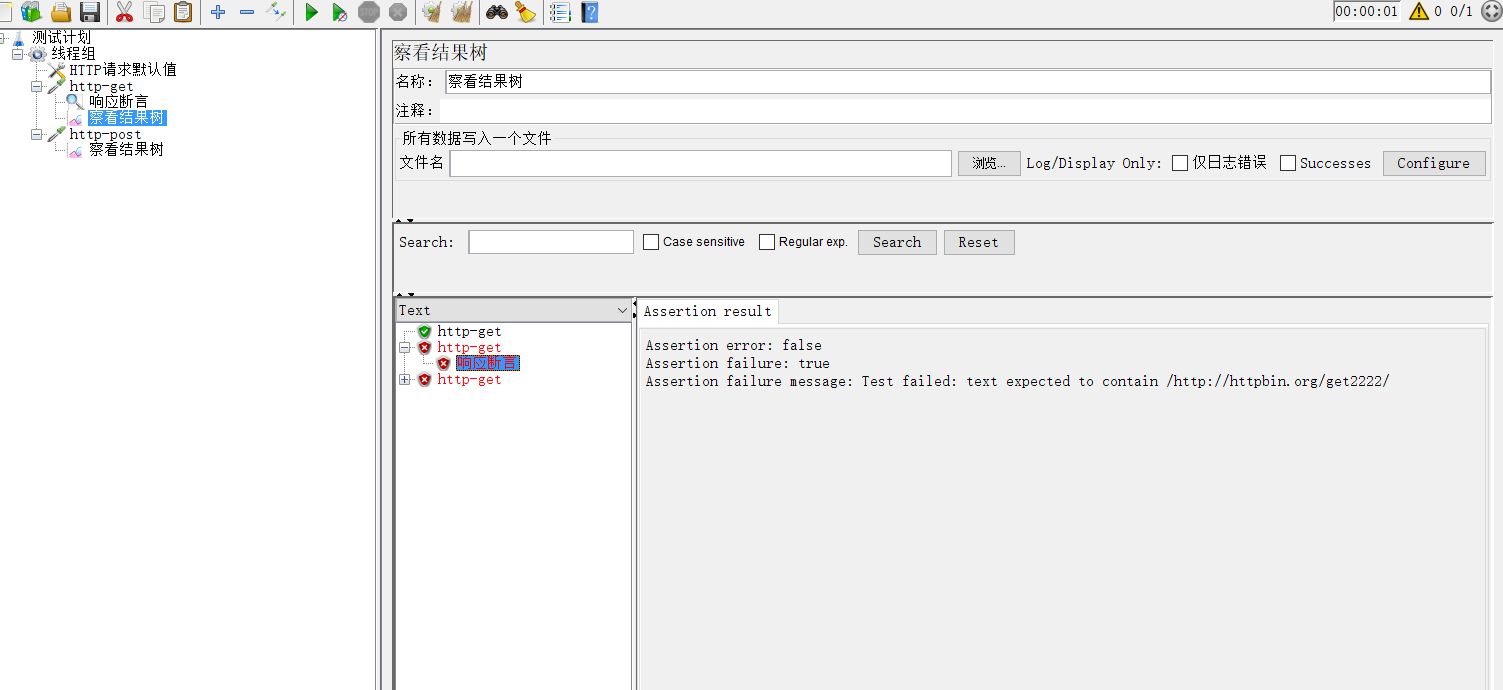 00:00:01
0 0/1
STOP
测试计划
线程组
HTTP请求默认值
http-get
响应断言
察看结果树
http-post
察看结果树
察看结果树
名称：
察看结果树
注释：
所有数据写入一个文件
文件名
浏览...
Log/Display Only:
仅日志错误
Successes
Configure
Search:
Case sensitive
Regular exp.
Search
Reset
Text
http-get
http-get
响应断言
http-get
Assertion result
Assertion error: false
Assertion failure: true
Assertion failure message: Test failed: text expected to contain /http://httpbin.org/get2222/